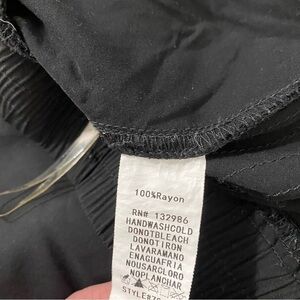 100%Rayon
RN# 132986
HANDWASHCOLD
DONOTBLEACH
DONOTIRON
LAVARAMANO
ENAGUAFRIA
NOUSARCLORO
NOPLANCHAR